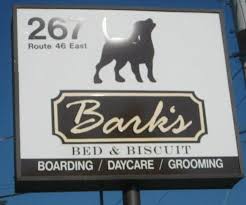 267
Route 46 East
Bark's
BED & BISCUIT
BOARDING / DAYCARE / GROOMING